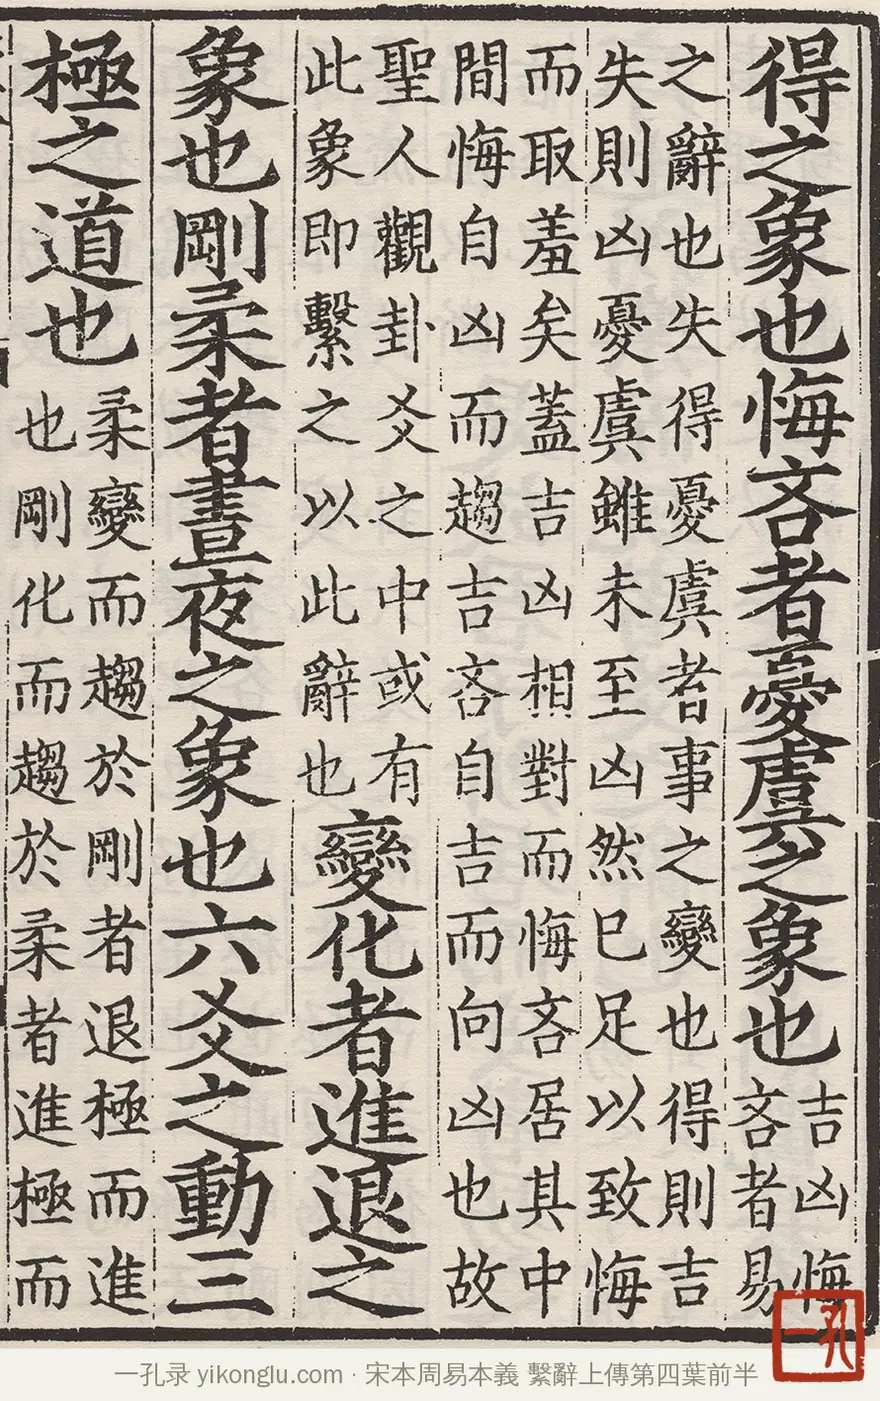 得之象也悔吝者憂虞之象也
吉凶悔
吝者易
之辭也失得憂虞者事之變也得則吉
失則凶憂虞雖未至凶然巳足以致悔
而取羞矣蓋吉凶相對而悔吝居其中
間悔自凶而趨吉吝自吉而向凶也故
聖人觀卦爻之中或有
此象即繫之以此辭也
變化者進退之
象也剛柔者晝夜之象也六爻之動三
極之道也
柔變而趨於剛者退極而進
也剛化而趨於柔者進極而
一孔
一孔录 yikonglu.com · 宋本周易本義 繫辭上傳第四葉前半